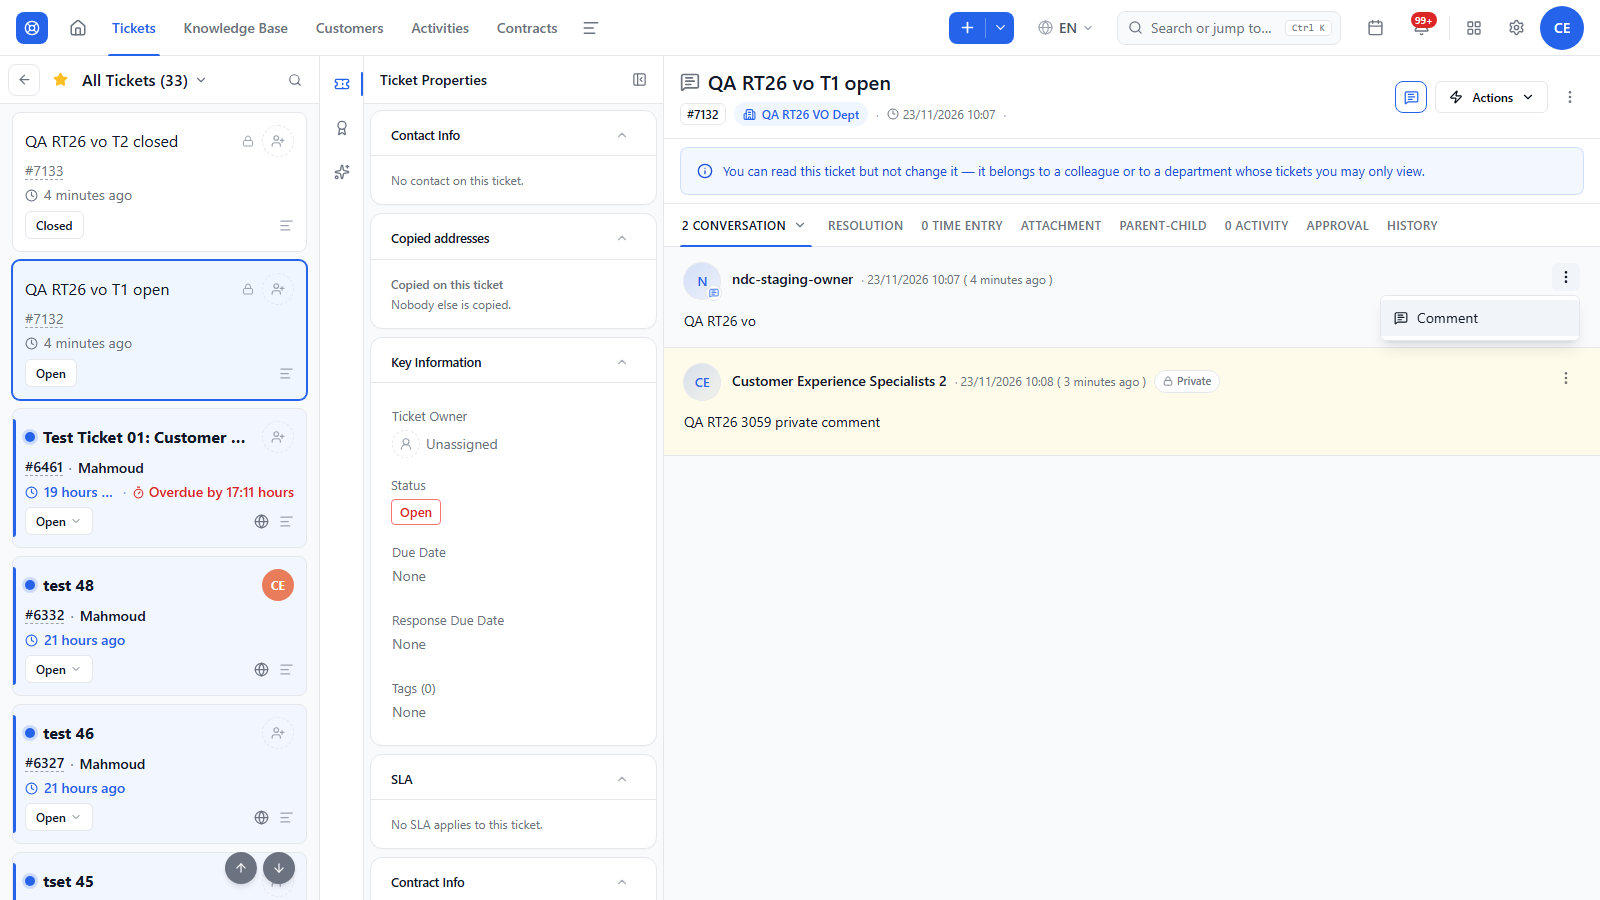 Tickets
Knowledge Base
Customers
Activities
Contracts
EN
Search or jump to...
Ctrl K
99+
CE
All Tickets (33)
QA RT26 vo T2 closed
#7133
4 minutes ago
Closed
QA RT26 vo T1 open
#7132
4 minutes ago
Open
Test Ticket 01: Customer ...
#6461 · Mahmoud
19 hours ... · Overdue by 17:11 hours
Open
test 48
CE
#6332 · Mahmoud
21 hours ago
Open
test 46
#6327 · Mahmoud
21 hours ago
Open
tset 45
Ticket Properties
Contact Info
No contact on this ticket.
Copied addresses
Copied on this ticket
Nobody else is copied.
Key Information
Ticket Owner
Unassigned
Status
Open
Due Date
None
Response Due Date
None
Tags (0)
None
SLA
No SLA applies to this ticket.
Contract Info
QA RT26 vo T1 open
#7132
QA RT26 VO Dept
· 23/11/2026 10:07 ·
Actions
You can read this ticket but not change it — it belongs to a colleague or to a department whose tickets you may only view.
2 CONVERSATION
RESOLUTION
0 TIME ENTRY
ATTACHMENT
PARENT-CHILD
0 ACTIVITY
APPROVAL
HISTORY
N
ndc-staging-owner · 23/11/2026 10:07 ( 4 minutes ago )
QA RT26 vo
Comment
CE
Customer Experience Specialists 2 · 23/11/2026 10:08 ( 3 minutes ago ) Private
QA RT26 3059 private comment